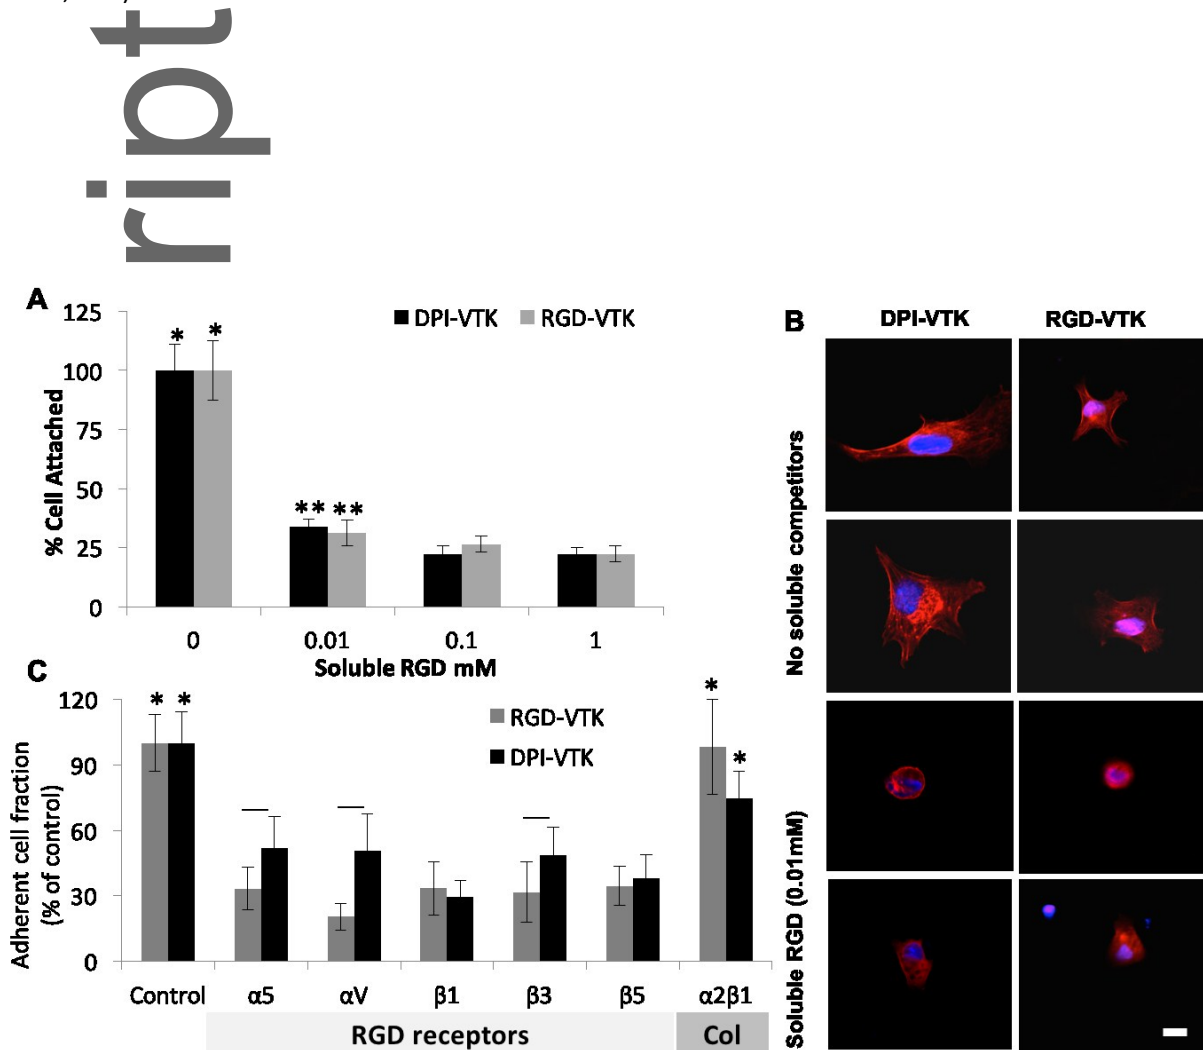 ript
A
125
100
75
50
25
0
% Cell Attached
DPI-VTK RGD-VTK
* *
** **
0 0.01 0.1 1
Soluble RGD mM
B
DPI-VTK RGD-VTK
No soluble competitors
Soluble RGD (0.01mM)
C
120
90
60
30
0
Adherent cell fraction
(% of control)
RGD-VTK
DPI-VTK
* * * *
Control α5 αV β1 β3 β5 α2β1
RGD receptors Col